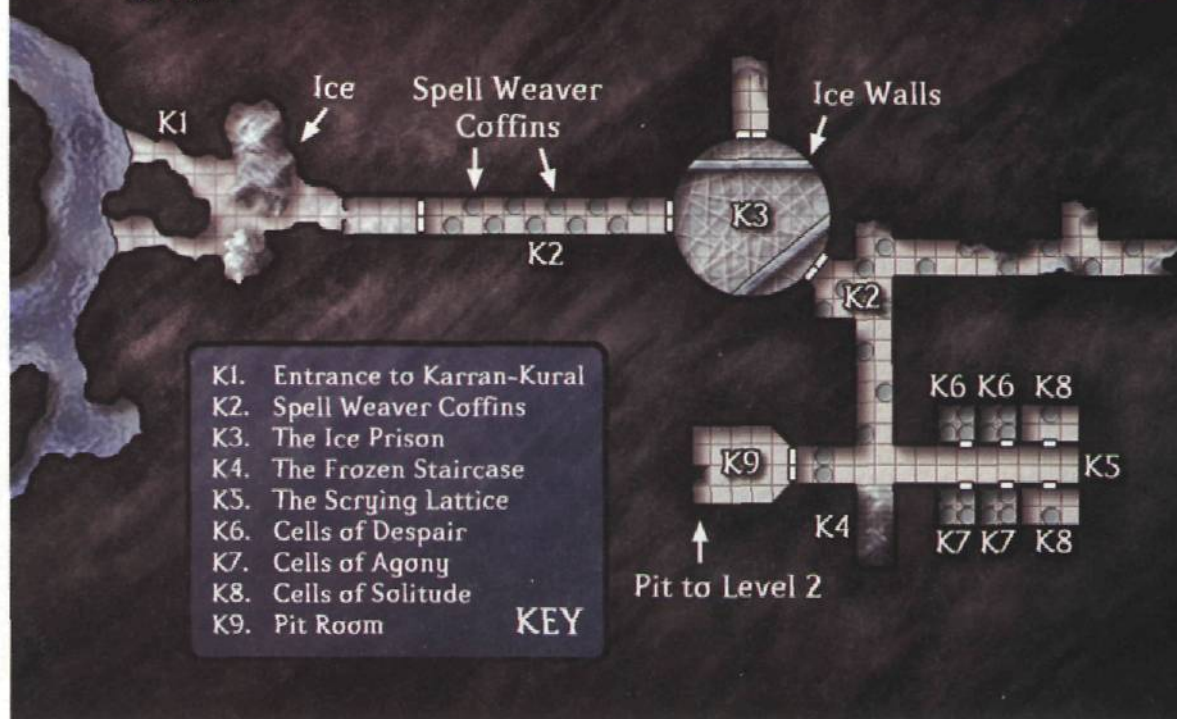 Ice
Spell Weaver
Coffins
Ice Walls
K1
K3
K2
K2
K6 K6 K8
K9
K5
K4
K7 K7 K8
Pit to Level 2
K1. Entrance to Karran-Kural
K2. Spell Weaver Coffins
K3. The Ice Prison
K4. The Frozen Staircase
K5. The Scrying Lattice
K6. Cells of Despair
K7. Cells of Agony
K8. Cells of Solitude
K9. Pit Room
KEY